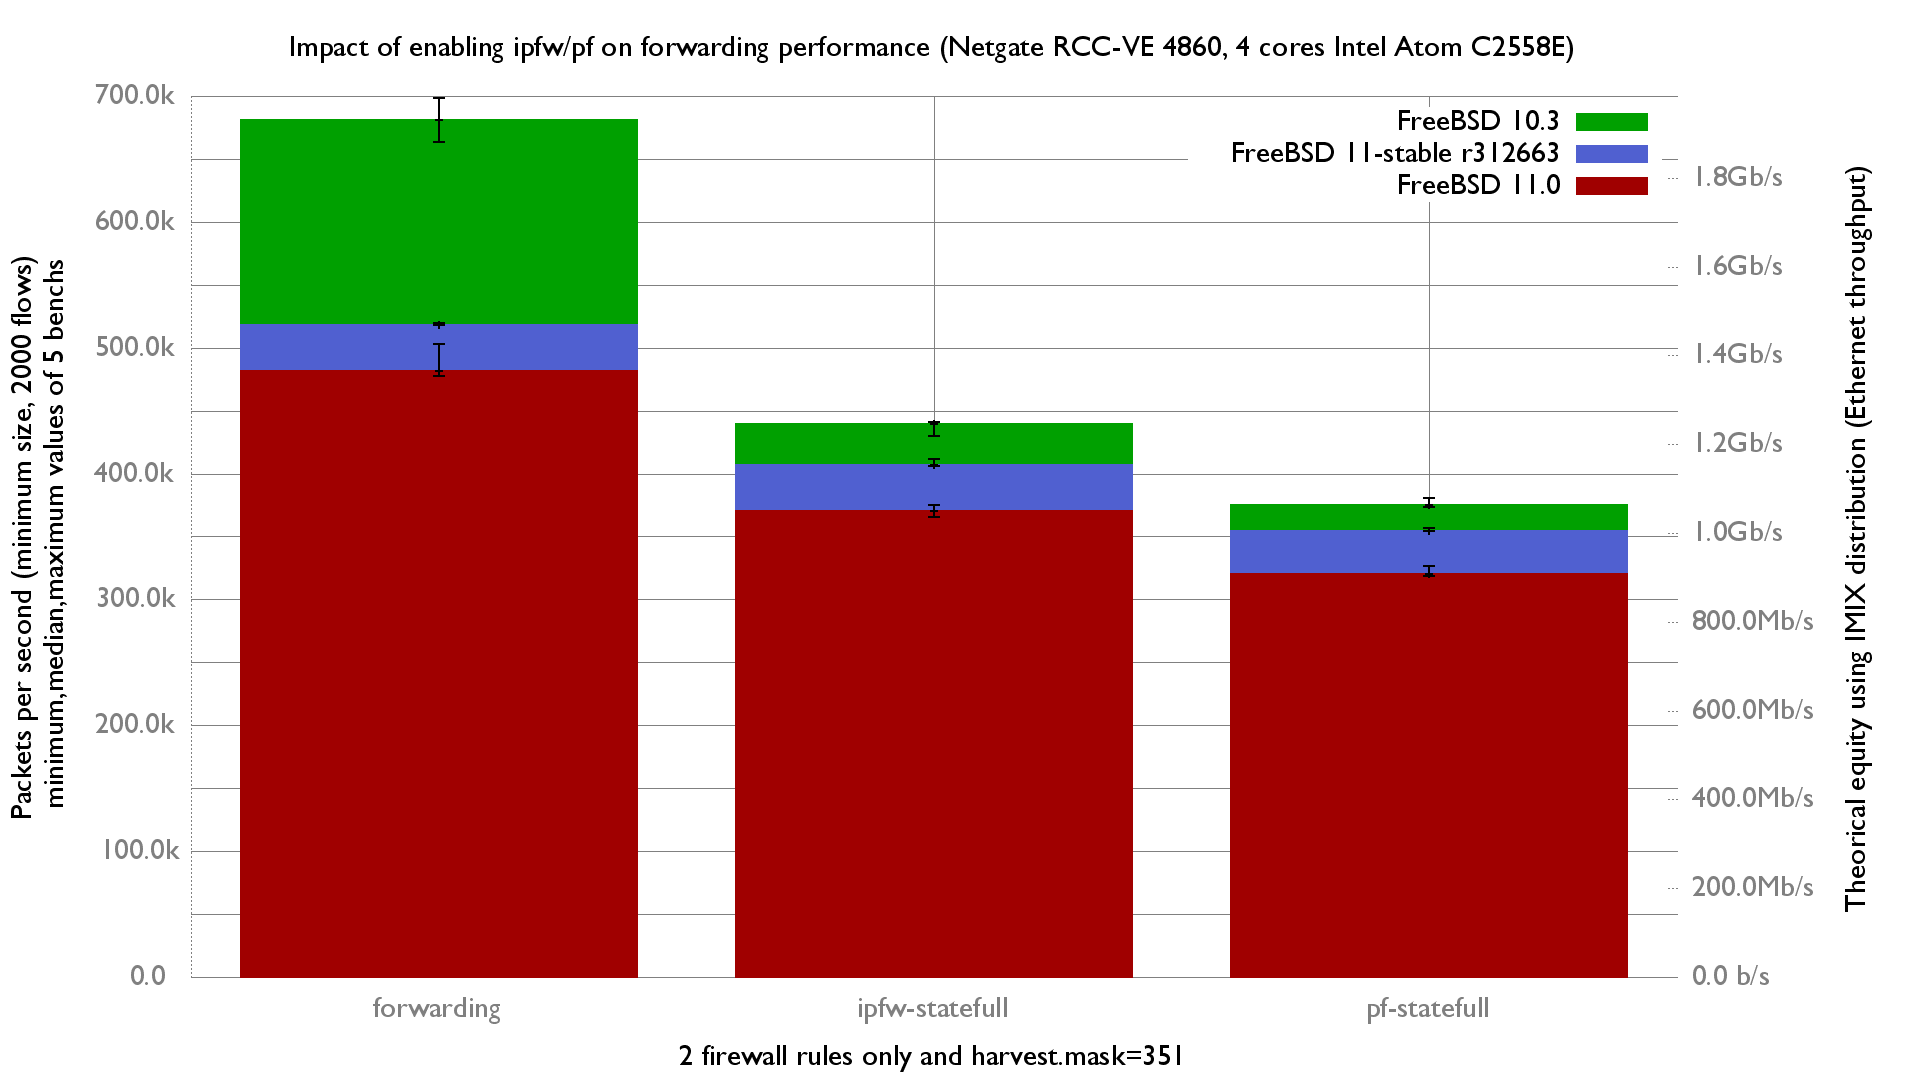 Impact of enabling ipfw/pf on forwarding performance (Netgate RCC-VE 4860, 4 cores Intel Atom C2558E)
Packets per second (minimum size, 2000 flows)
minimum,median,maximum values of 5 benchs
700.0k
600.0k
500.0k
400.0k
300.0k
200.0k
100.0k
0.0
FreeBSD 10.3
FreeBSD 11-stable r312663
FreeBSD 11.0
1.8Gb/s
1.6Gb/s
1.4Gb/s
1.2Gb/s
1.0Gb/s
800.0Mb/s
600.0Mb/s
400.0Mb/s
200.0Mb/s
0.0 b/s
Theorical equity using IMIX distribution (Ethernet throughput)
forwarding
ipfw-statefull
pf-statefull
2 firewall rules only and harvest.mask=351